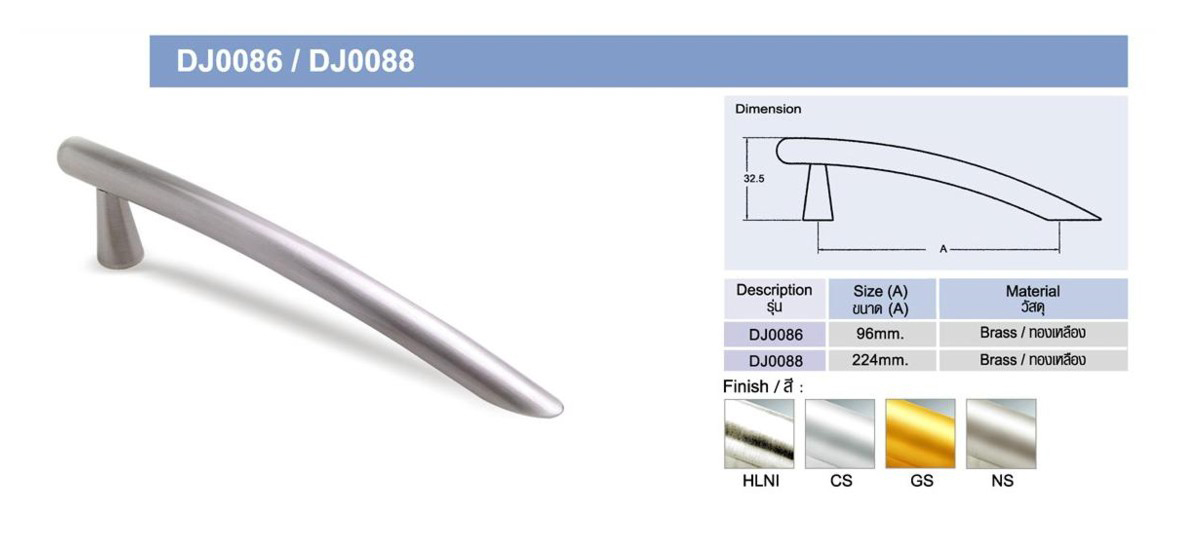 DJ0086 / DJ0088
Dimension
32.5
A
Description Size (A) Material
รุ่น ขนาด (A) วัสดุ
DJ0086 96mm. Brass / ทองเหลือง
DJ0088 224mm. Brass / ทองเหลือง
Finish / สี :
HLNI CS GS NS